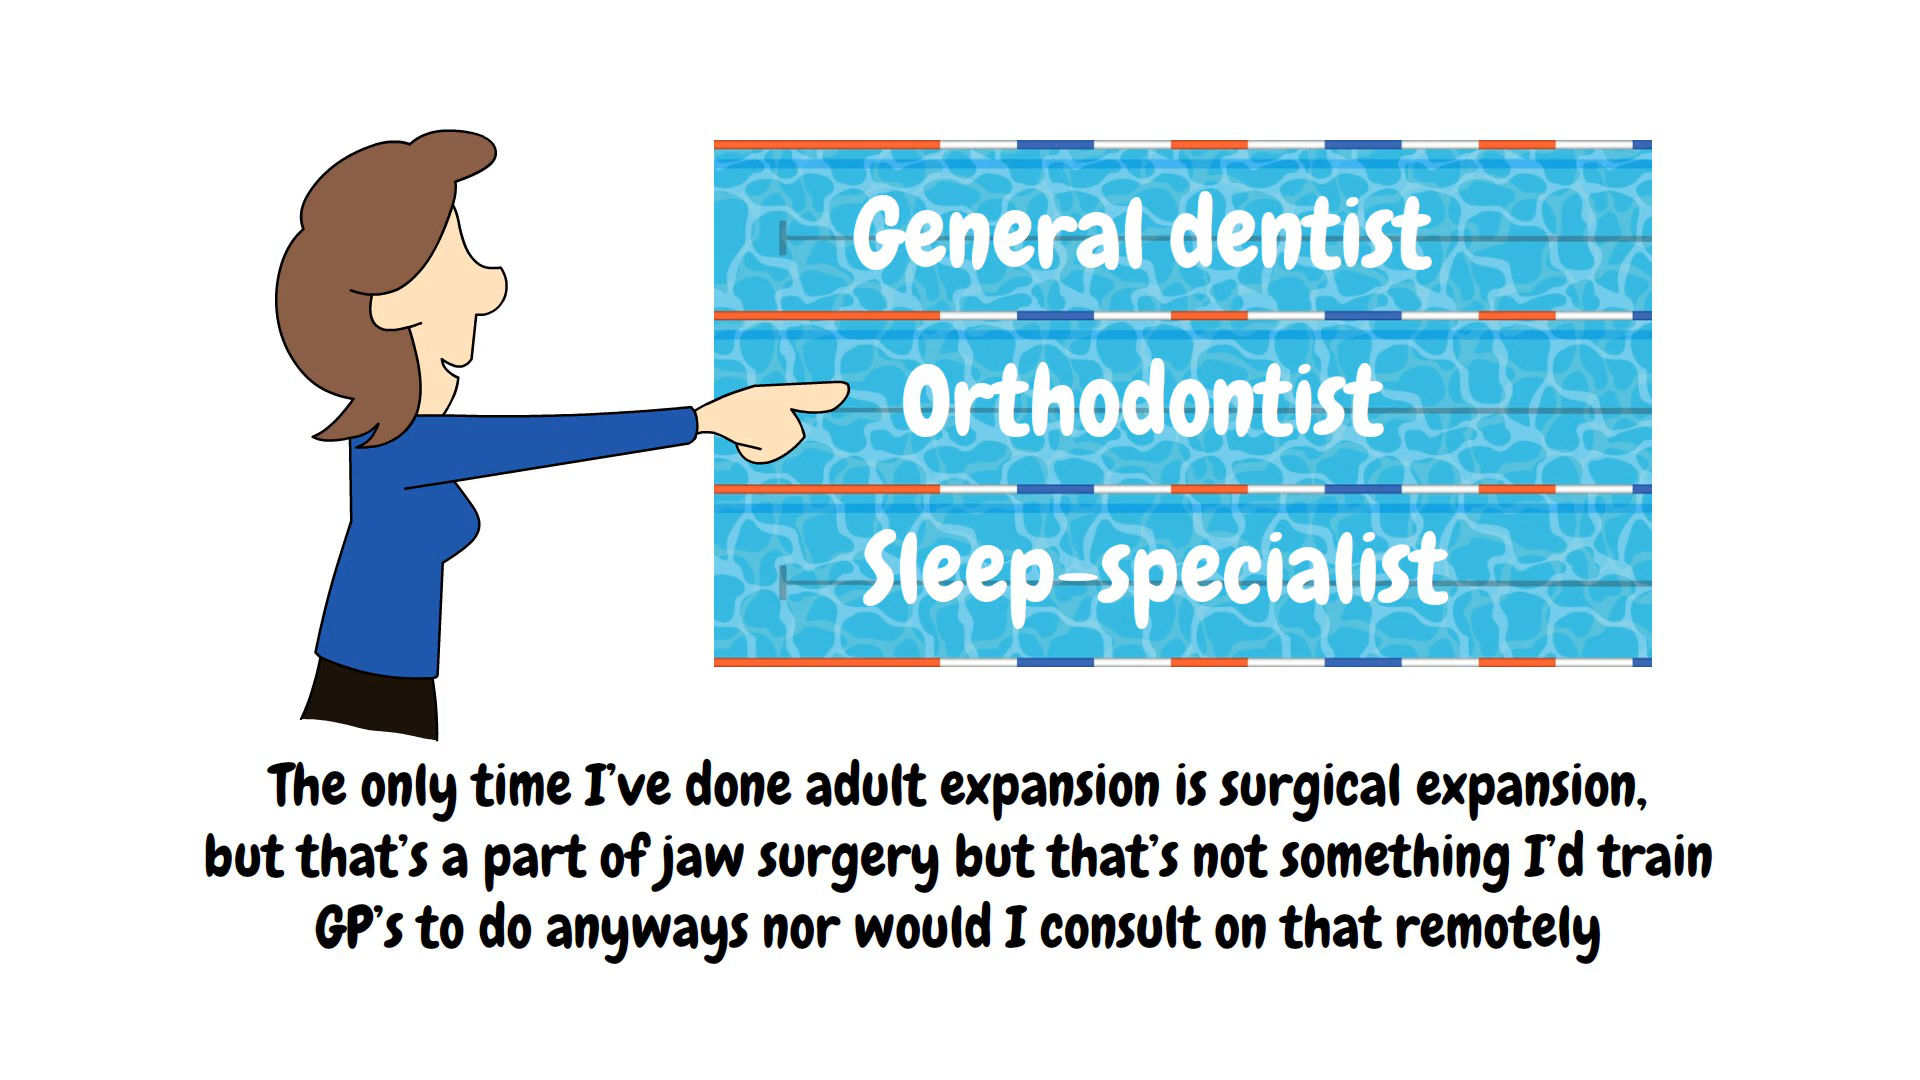 General dentist
Orthodontist
Sleep-specialist
The only time I've done adult expansion is surgical expansion,
but that's a part of jaw surgery but that's not something I'd train
GP's to do anyways nor would I consult on that remotely